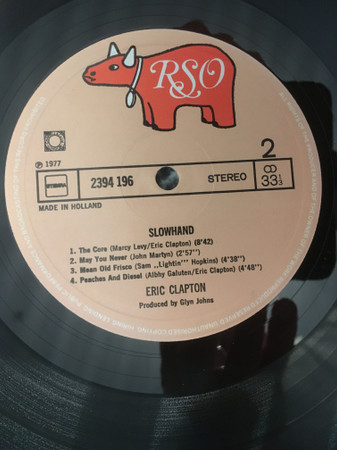 RSO
2
℗ 1977
STEMRA
2394 196
STEREO
33⅓
MADE IN HOLLAND
SLOWHAND
1. The Core (Marcy Levy/Eric Clapton) (8'42)
2. May You Never (John Martyn) (2'57")
3. Mean Old Frisco (Sam „Lightin'" Hopkins) (4'38")
4. Peaches And Diesel (Albhy Galuten/Eric Clapton) (4'48")
ERIC CLAPTON
Produced by Glyn Johns